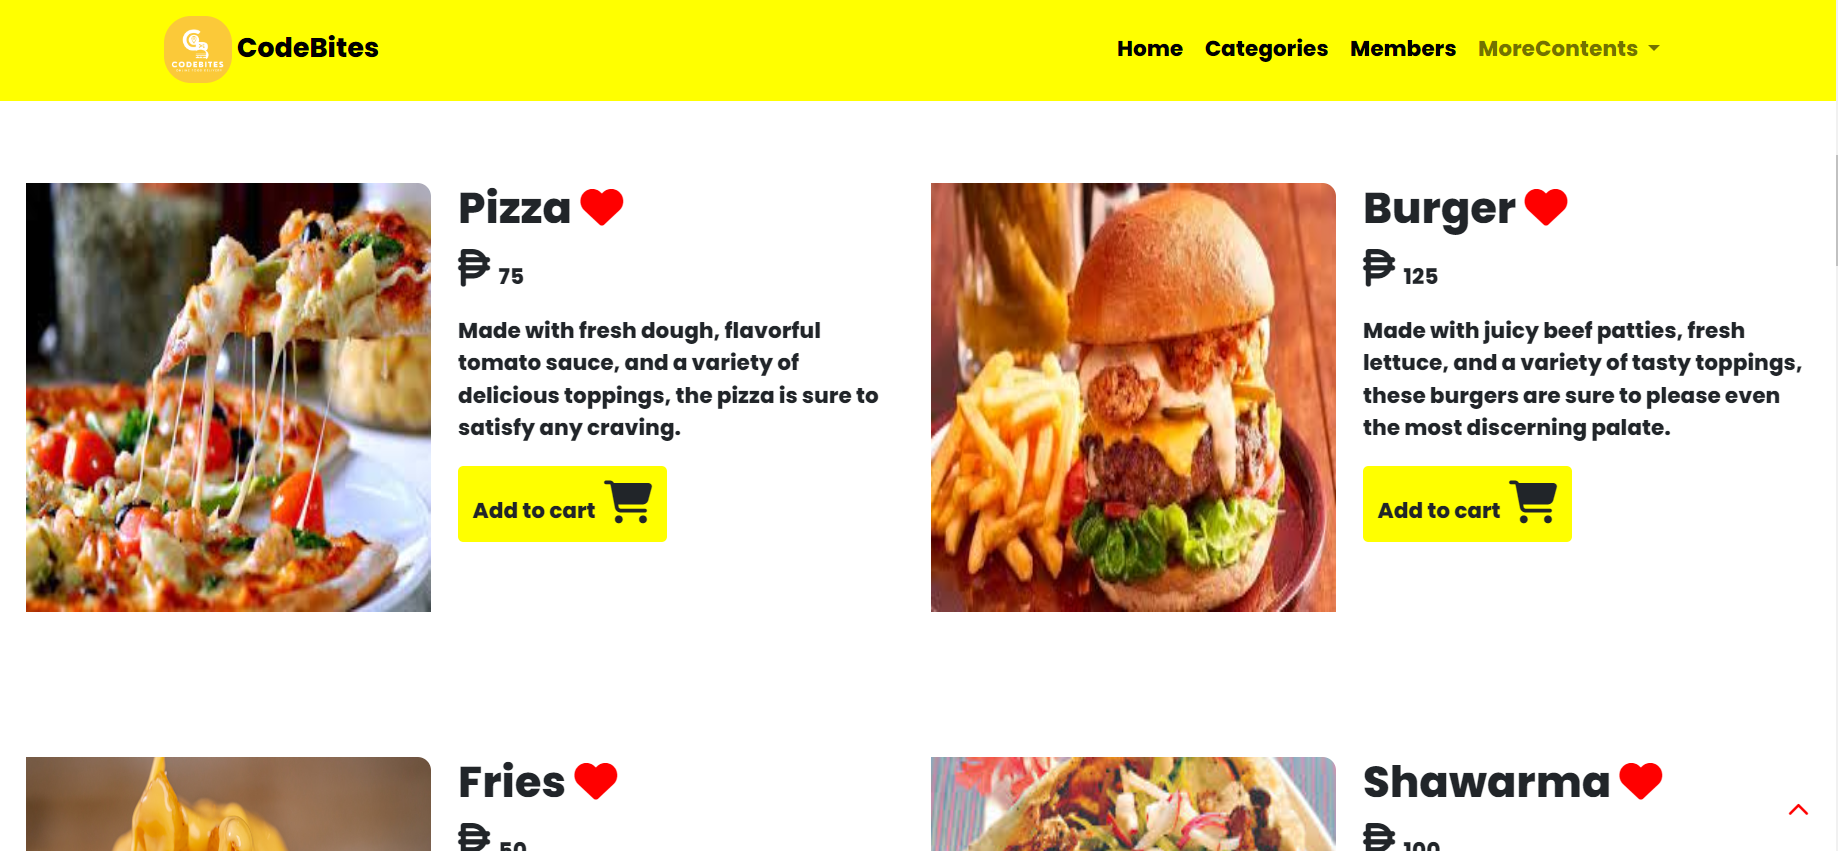 CODEBITES
CodeBites
Home Categories Members MoreContents
Pizza
₱ 75
Made with fresh dough, flavorful
tomato sauce, and a variety of
delicious toppings, the pizza is sure to
satisfy any craving.
Add to cart
Burger
₱ 125
Made with juicy beef patties, fresh
lettuce, and a variety of tasty toppings,
these burgers are sure to please even
the most discerning palate.
Add to cart
Fries
₱ 50
Shawarma
₱ 100